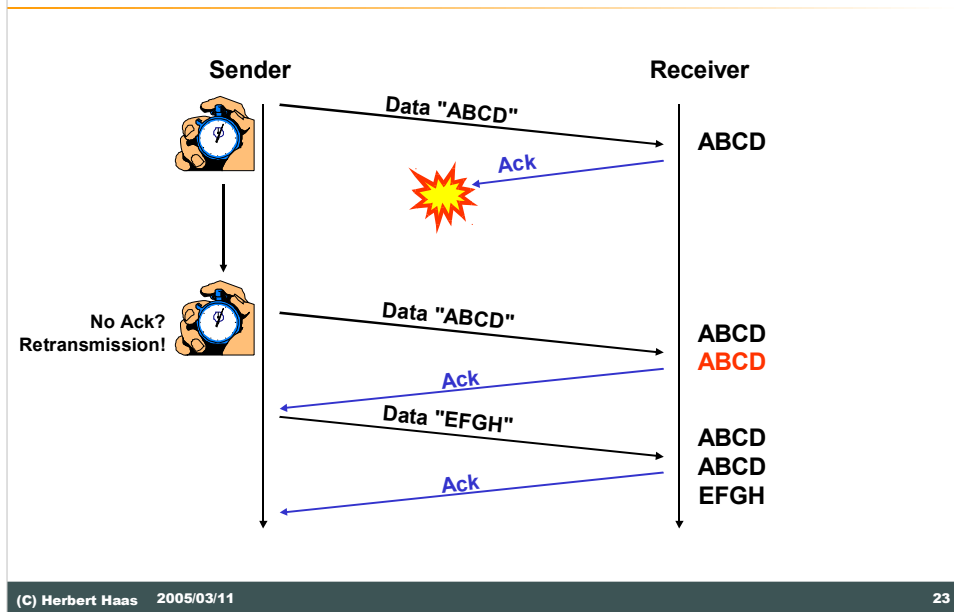 Sender
Receiver
Data "ABCD"
ABCD
Ack
No Ack?
Retransmission!
Data "ABCD"
ABCD
ABCD
Ack
Data "EFGH"
ABCD
ABCD
EFGH
Ack
(C) Herbert Haas 2005/03/11
23